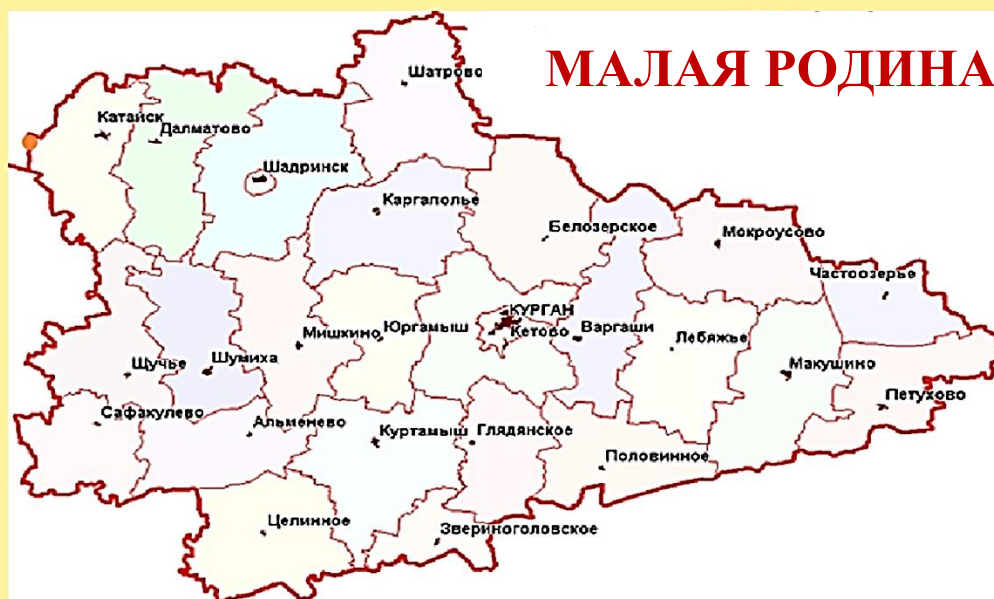 МАЛАЯ РОДИНА
Шатрово
Катайск
Далматово
Шадринск
Каргаполье
Белозерское
Мокроусово
Частоозерье
КУРГАН
Кетово
Мишкино
Юргамыш
Варгаши
Лебяжье
Щучье
Шумиха
Макушино
Петухово
Сафакулево
Альменево
Куртамыш
Глядянское
Половинное
Целинное
Звериноголовское